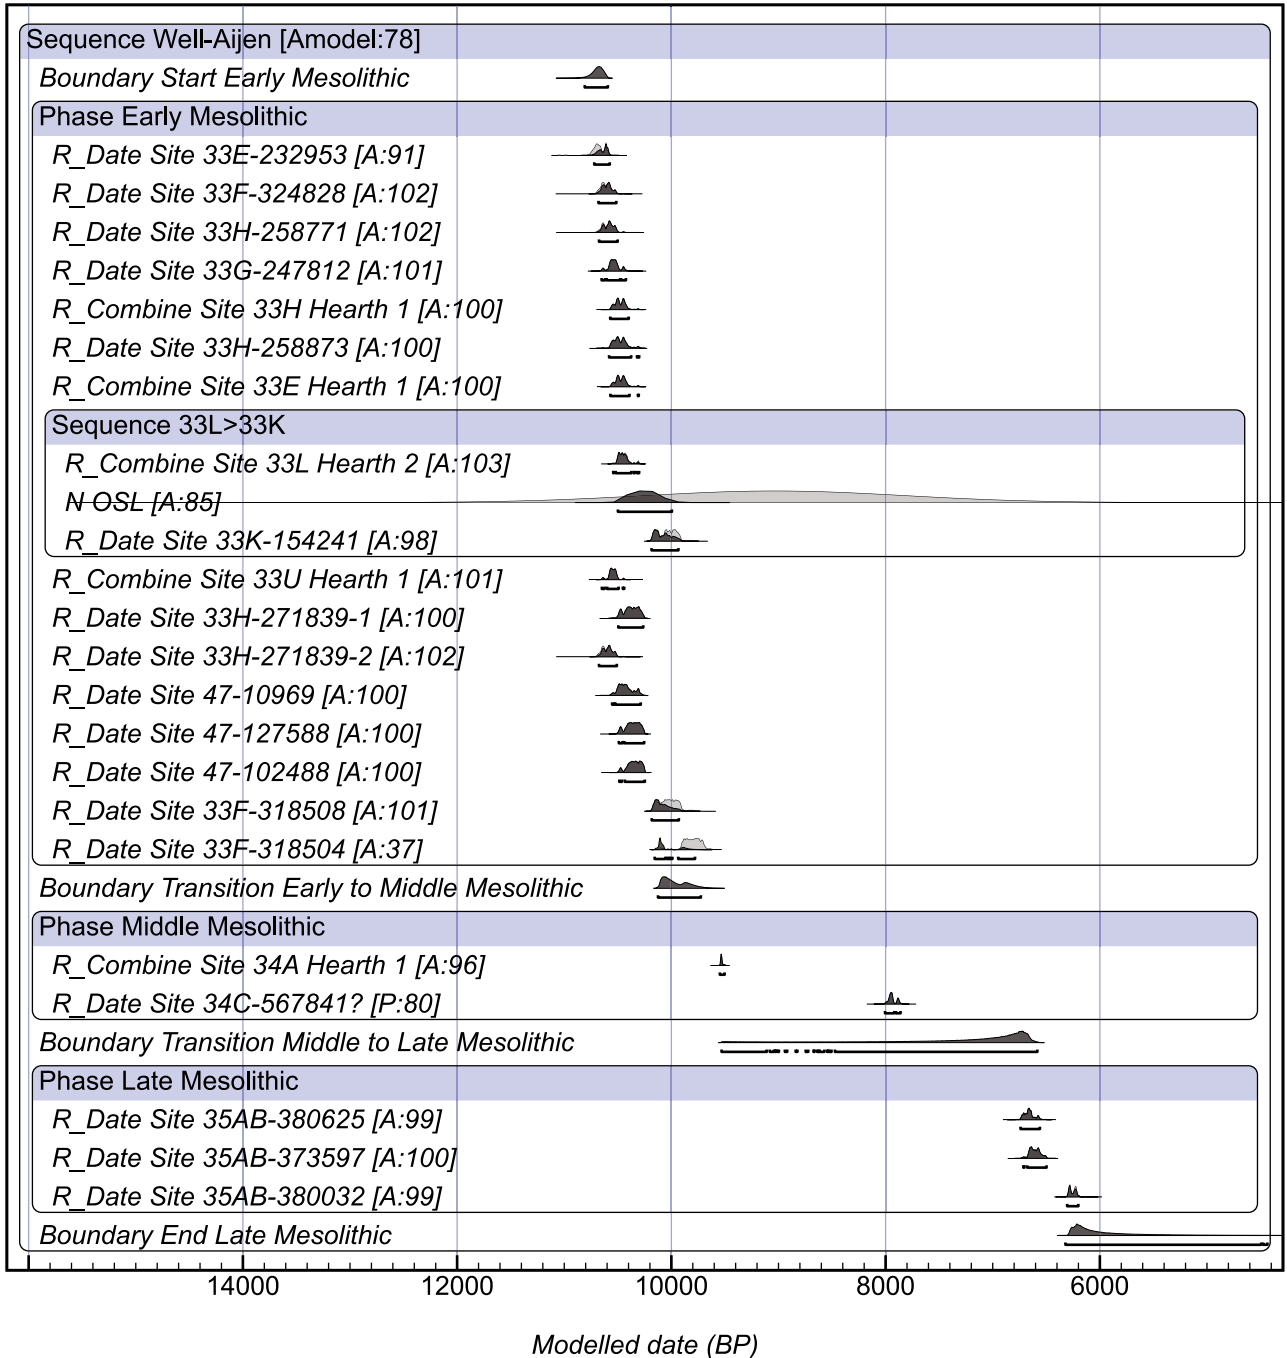 Sequence Well-Aijen [Amodel:78]
Boundary Start Early Mesolithic
Phase Early Mesolithic
R_Date Site 33E-232953 [A:91]
R_Date Site 33F-324828 [A:102]
R_Date Site 33H-258771 [A:102]
R_Date Site 33G-247812 [A:101]
R_Combine Site 33H Hearth 1 [A:100]
R_Date Site 33H-258873 [A:100]
R_Combine Site 33E Hearth 1 [A:100]
Sequence 33L>33K
R_Combine Site 33L Hearth 2 [A:103]
N OSL [A:85]
R_Date Site 33K-154241 [A:98]
R_Combine Site 33U Hearth 1 [A:101]
R_Date Site 33H-271839-1 [A:100]
R_Date Site 33H-271839-2 [A:102]
R_Date Site 47-10969 [A:100]
R_Date Site 47-127588 [A:100]
R_Date Site 47-102488 [A:100]
R_Date Site 33F-318508 [A:101]
R_Date Site 33F-318504 [A:37]
Boundary Transition Early to Middle Mesolithic
Phase Middle Mesolithic
R_Combine Site 34A Hearth 1 [A:96]
R_Date Site 34C-567841? [P:80]
Boundary Transition Middle to Late Mesolithic
Phase Late Mesolithic
R_Date Site 35AB-380625 [A:99]
R_Date Site 35AB-373597 [A:100]
R_Date Site 35AB-380032 [A:99]
Boundary End Late Mesolithic
14000 12000 10000 8000 6000
Modelled date (BP)